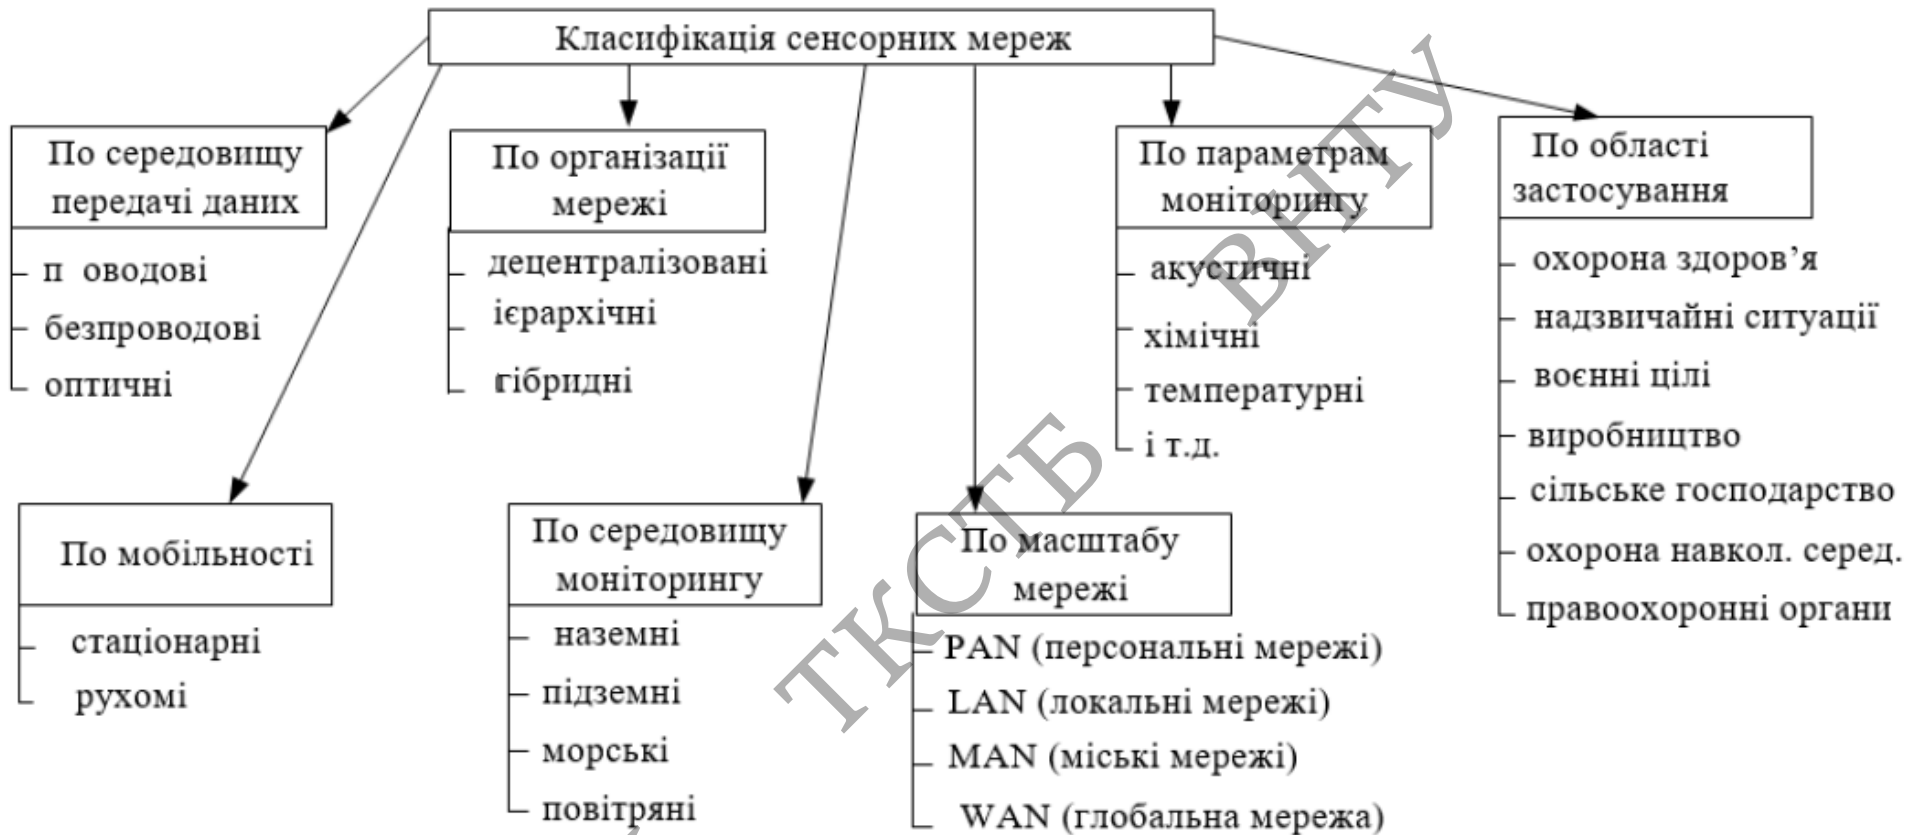 Класифікація сенсорних мереж
По середовищу
передачі даних
п оводові
безпроводові
оптичні
По організації
мережі
децентралізовані
ієрархічні
гібридні
По параметрам
моніторингу
акустичні
хімічні
температурні
і т.д.
По області
застосування
охорона здоров’я
надзвичайні ситуації
воєнні цілі
виробництво
сільське господарство
охорона навкол. серед.
правоохоронні органи
По мобільності
стаціонарні
рухомі
По середовищу
моніторингу
наземні
підземні
морські
повітряні
По масштабу
мережі
PAN (персональні мережі)
LAN (локальні мережі)
MAN (міські мережі)
WAN (глобальна мережа)
ТКСТБ ВНТУ